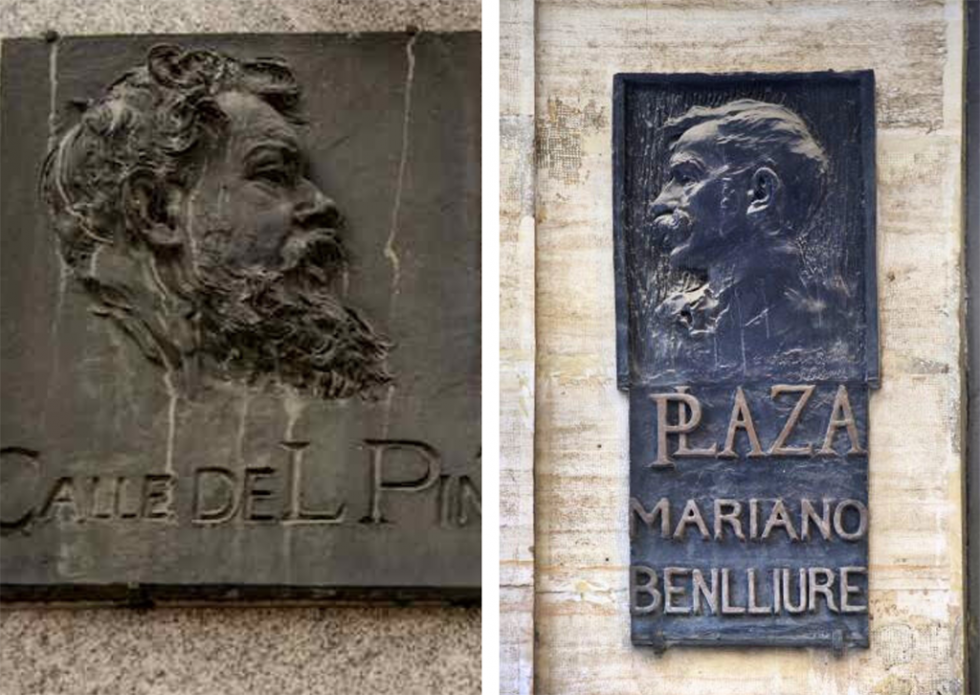 CALLE DEL PIN
PLAZA
MARIANO
BENLLIURE